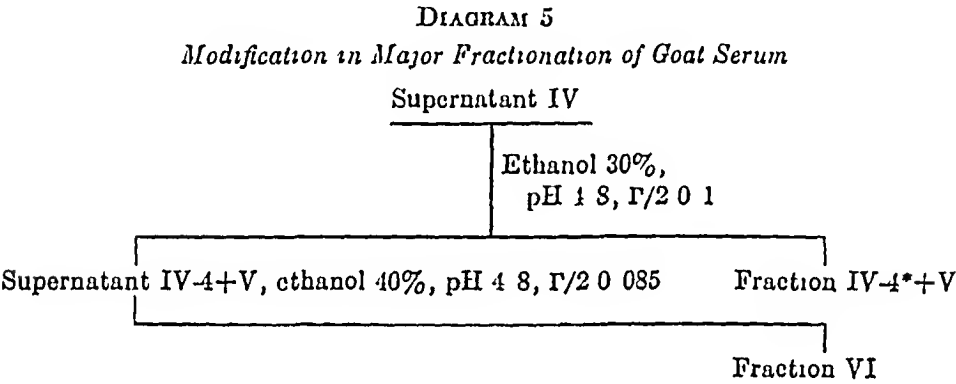 DIAGRAM 5
Modification in Major Fractionation of Goat Serum
Supernatant IV
Ethanol 30%,
pH 4 8, Γ/2 0 1
Supernatant IV-4+V, ethanol 40%, pH 4 8, Γ/2 0 085 Fraction IV-4*+V
Fraction VI